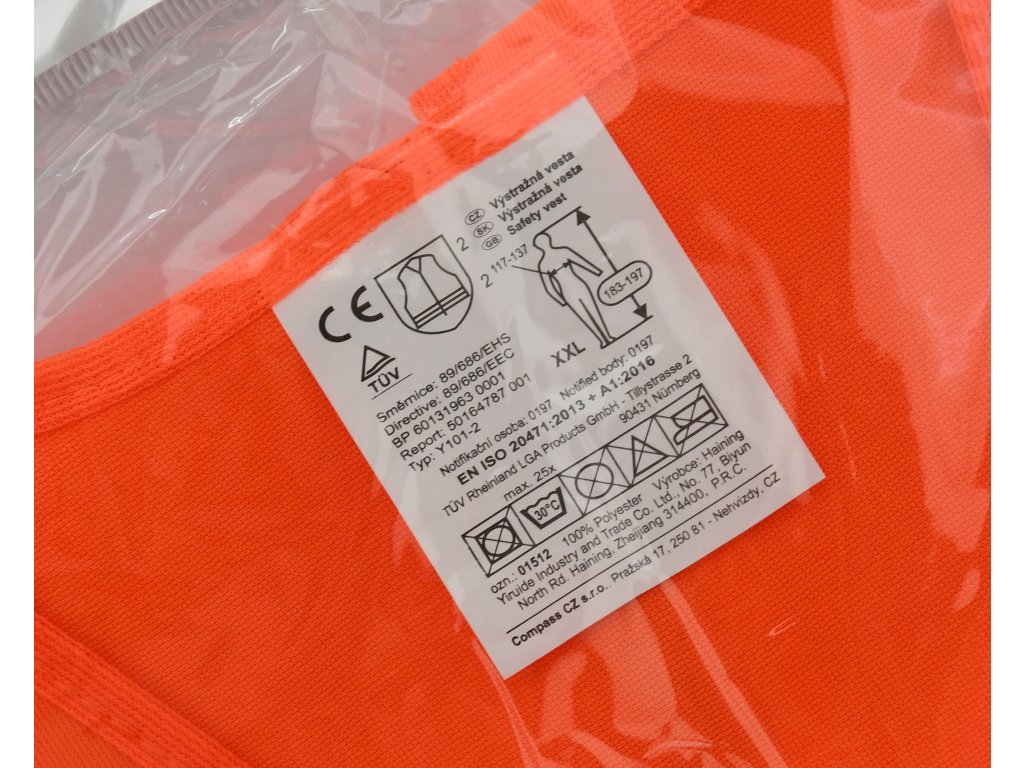 CZ Výstražná vesta
SK Výstražná vesta
GB Safety vest
CE
2
2
117-137
183-197
XXL
TÜV
Směrnice: 89/686/EHS
Directive: 89/686/EEC
BP 60131963 0001
Report: 50164787 001
Typ: Y101-2
Notifikační osoba: 0197 Notified body: 0197
EN ISO 20471:2013 + A1:2016
TÜV Rheinland LGA Products GmbH - Tillystrasse 2
90431 Nürnberg
max. 25x
30°C
ozn.: 01512 100% Polyester Výrobce: Haining
Yiruide Industry and Trade Co. Ltd., No. 77, Biyun
North Rd. Haining, Zheijiang 314400, P.R.C.
Compass CZ s.r.o.. Pražská 17, 250 81 - Nehvizdy, CZ